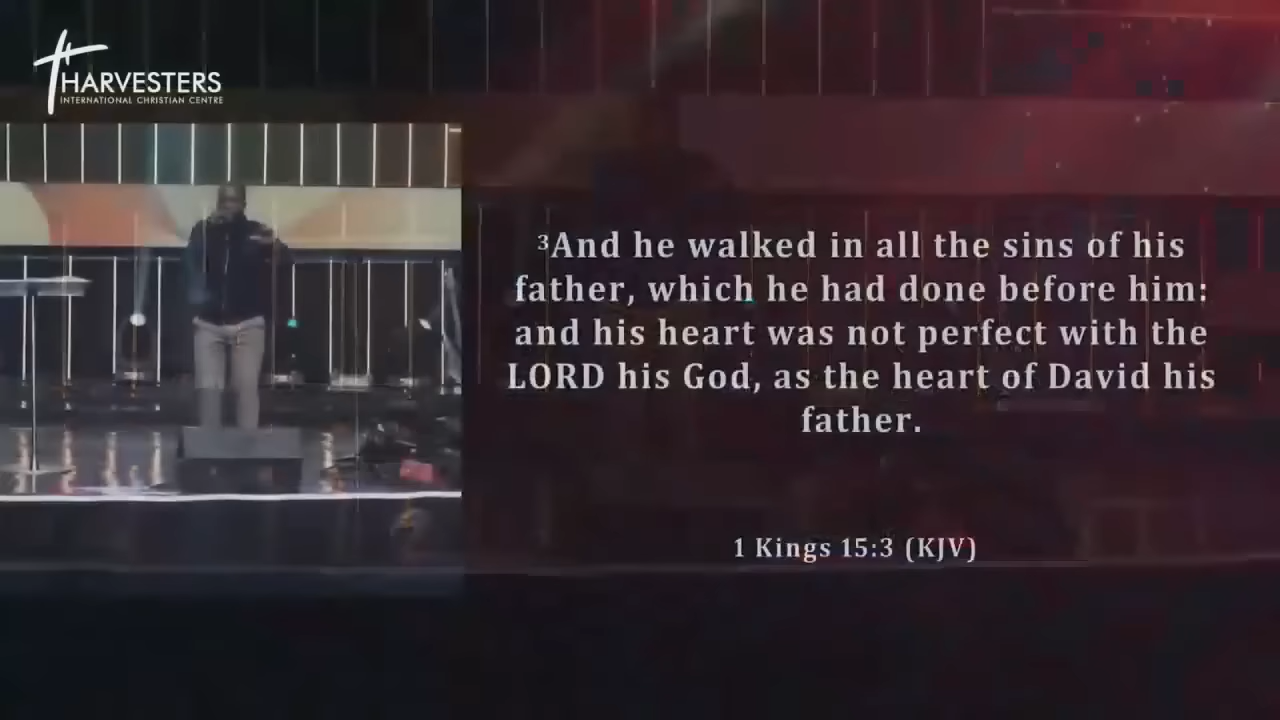 HARVESTERS
INTERNATIONAL CHRISTIAN CENTRE
³And he walked in all the sins of his
father, which he had done before him:
and his heart was not perfect with the
LORD his God, as the heart of David his
father.
1 Kings 15:3 (KJV)